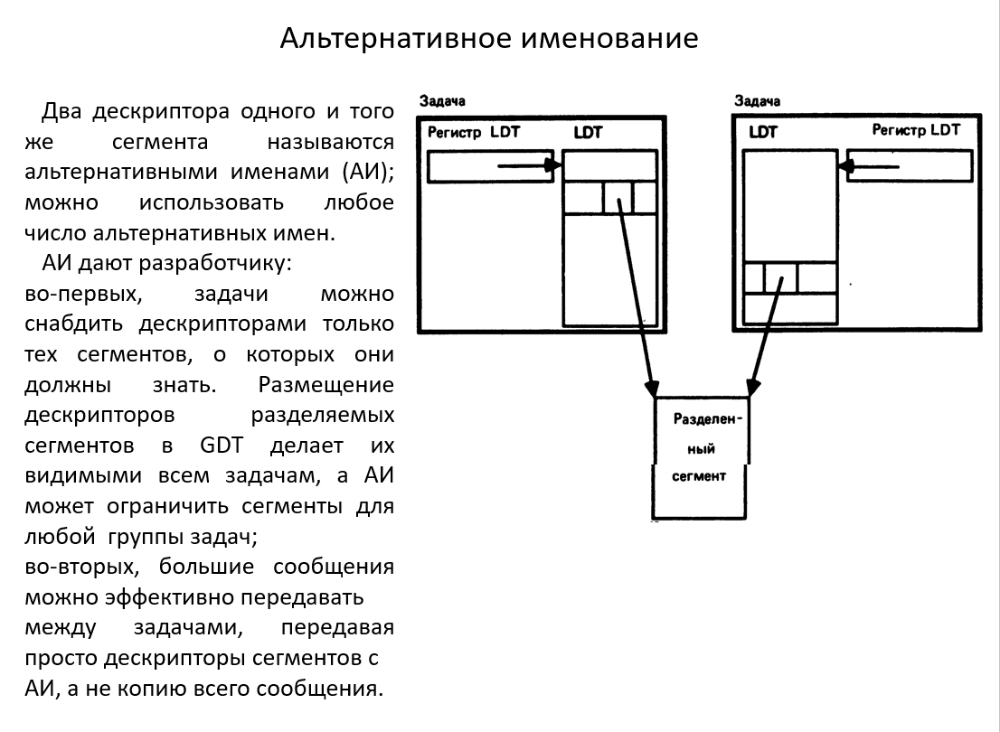 Альтернативное именование
Два дескриптора одного и того
же сегмента называются
альтернативными именами (АИ);
можно использовать любое
число альтернативных имен.
АИ дают разработчику:
во-первых, задачи можно
снабдить дескрипторами только
тех сегментов, о которых они
должны знать. Размещение
дескрипторов разделяемых
сегментов в GDT делает их
видимыми всем задачам, а АИ
может ограничить сегменты для
любой группы задач;
во-вторых, большие сообщения
можно эффективно передавать
между задачами, передавая
просто дескрипторы сегментов с
АИ, а не копию всего сообщения.
Задача
Регистр LDT
LDT
Задача
LDT
Регистр LDT
Разделен-
ный
сегмент